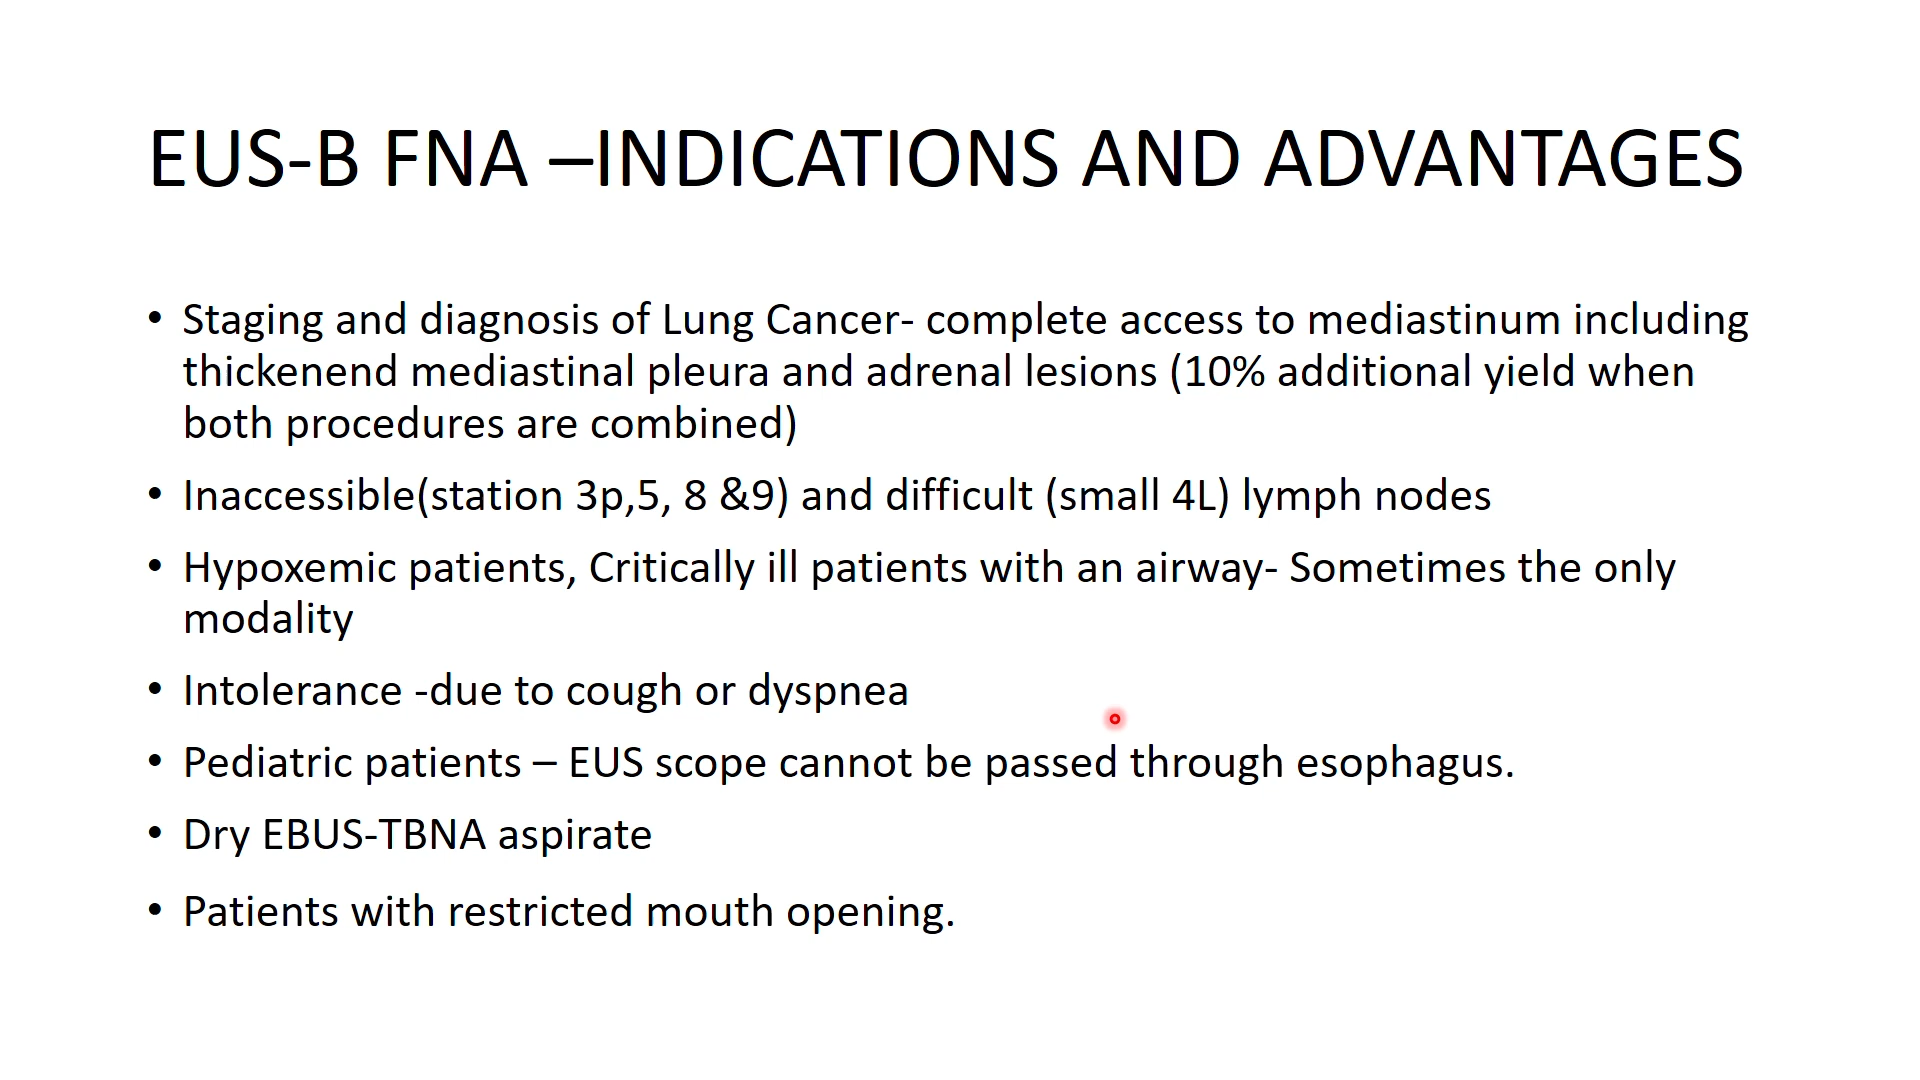 EUS-B FNA –INDICATIONS AND ADVANTAGES
• Staging and diagnosis of Lung Cancer- complete access to mediastinum including
thickenend mediastinal pleura and adrenal lesions (10% additional yield when
both procedures are combined)
• Inaccessible(station 3p,5, 8 &9) and difficult (small 4L) lymph nodes
• Hypoxemic patients, Critically ill patients with an airway- Sometimes the only
modality
• Intolerance -due to cough or dyspnea
• Pediatric patients – EUS scope cannot be passed through esophagus.
• Dry EBUS-TBNA aspirate
• Patients with restricted mouth opening.